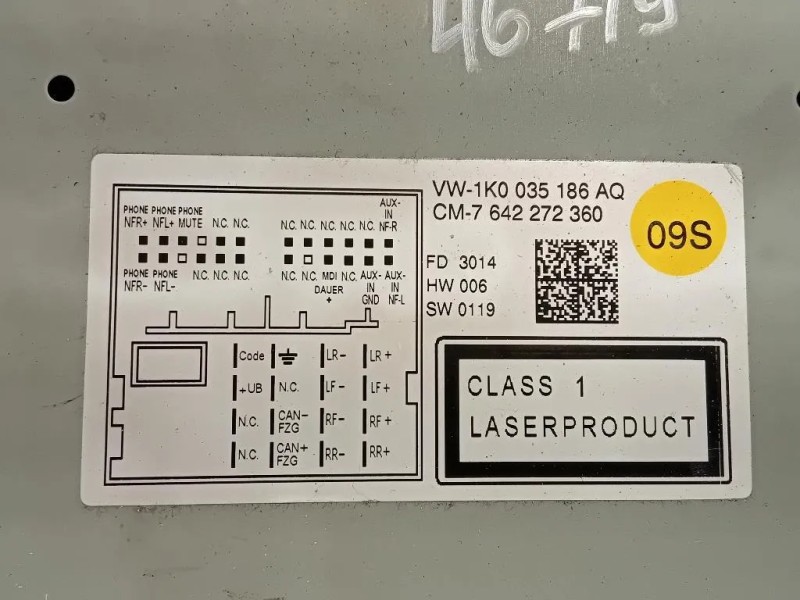 46 719
VW-1K0 035 186 AQ
CM-7 642 272 360
09S
FD 3014
HW 006
SW 0119
CLASS 1
LASERPRODUCT
PHONE PHONE PHONE
NFR+ NFL+ MUTE N.C. N.C.
PHONE PHONE
NFR- NFL- N.C. N.C. N.C.
AUX-
IN
N.C. N.C. N.C. N.C. N.C. NF-R
N.C. N.C. MDI N.C. AUX- AUX-
DAUER IN IN
+ GND NF-L
Code LR- LR+
+UB N.C. LF- LF+
N.C. CAN- RF- RF+
FZG
N.C. CAN+ RR- RR+
FZG